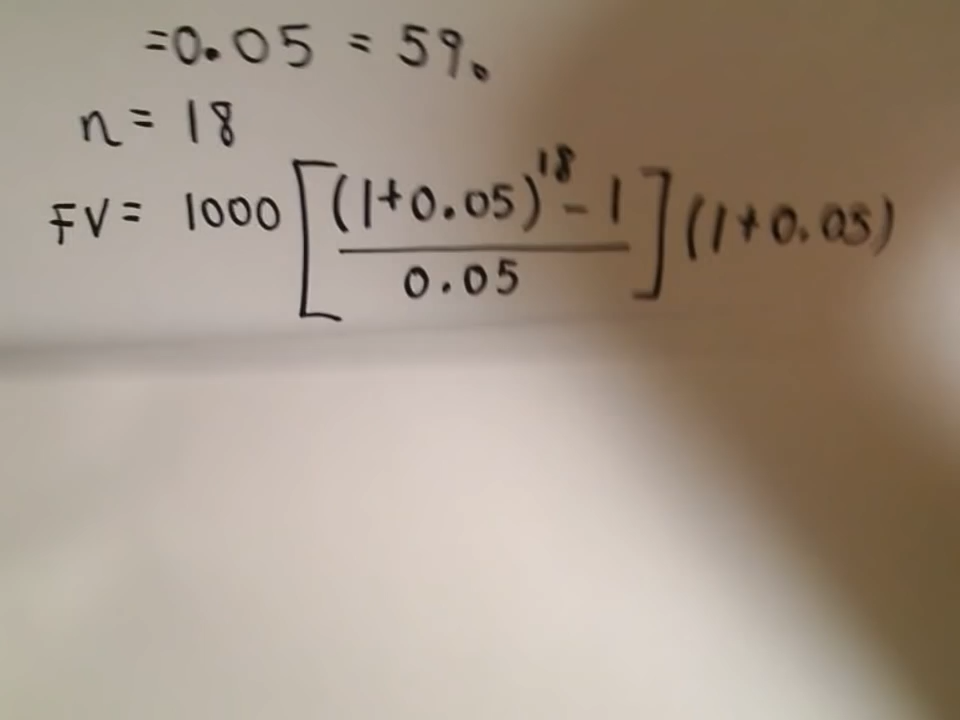 =0.05 = 5%
n = 18
FV = 1000 [ (1+0.05)^18 - 1 / 0.05 ] (1+0.05)